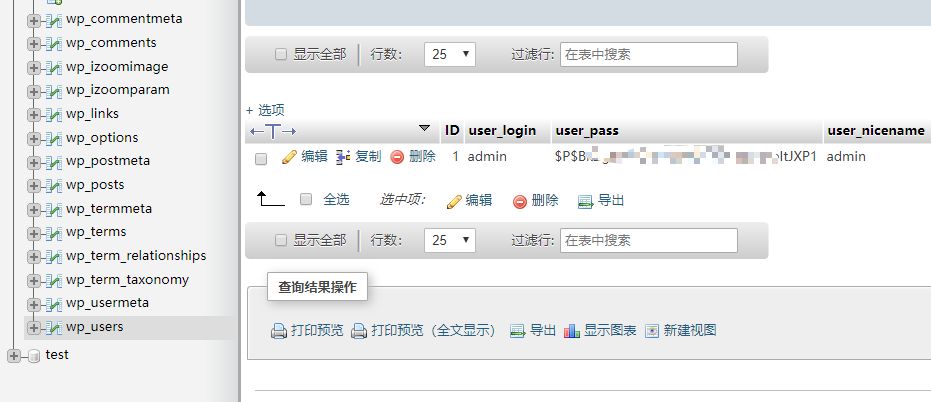 wp_commentmeta
wp_comments
wp_izoomimage
wp_izoomparam
wp_links
wp_options
wp_postmeta
wp_posts
wp_termmeta
wp_terms
wp_term_relationships
wp_term_taxonomy
wp_usermeta
wp_users
test
显示全部 行数: 25 过滤行: 在表中搜索
+ 选项
←T→ ID user_login user_pass user_nicename
编辑 复制 删除 1 admin $P$B ItJXP1 admin
全选 选中项: 编辑 删除 导出
显示全部 行数: 25 过滤行: 在表中搜索
查询结果操作
打印预览 打印预览 (全文显示) 导出 显示图表 新建视图